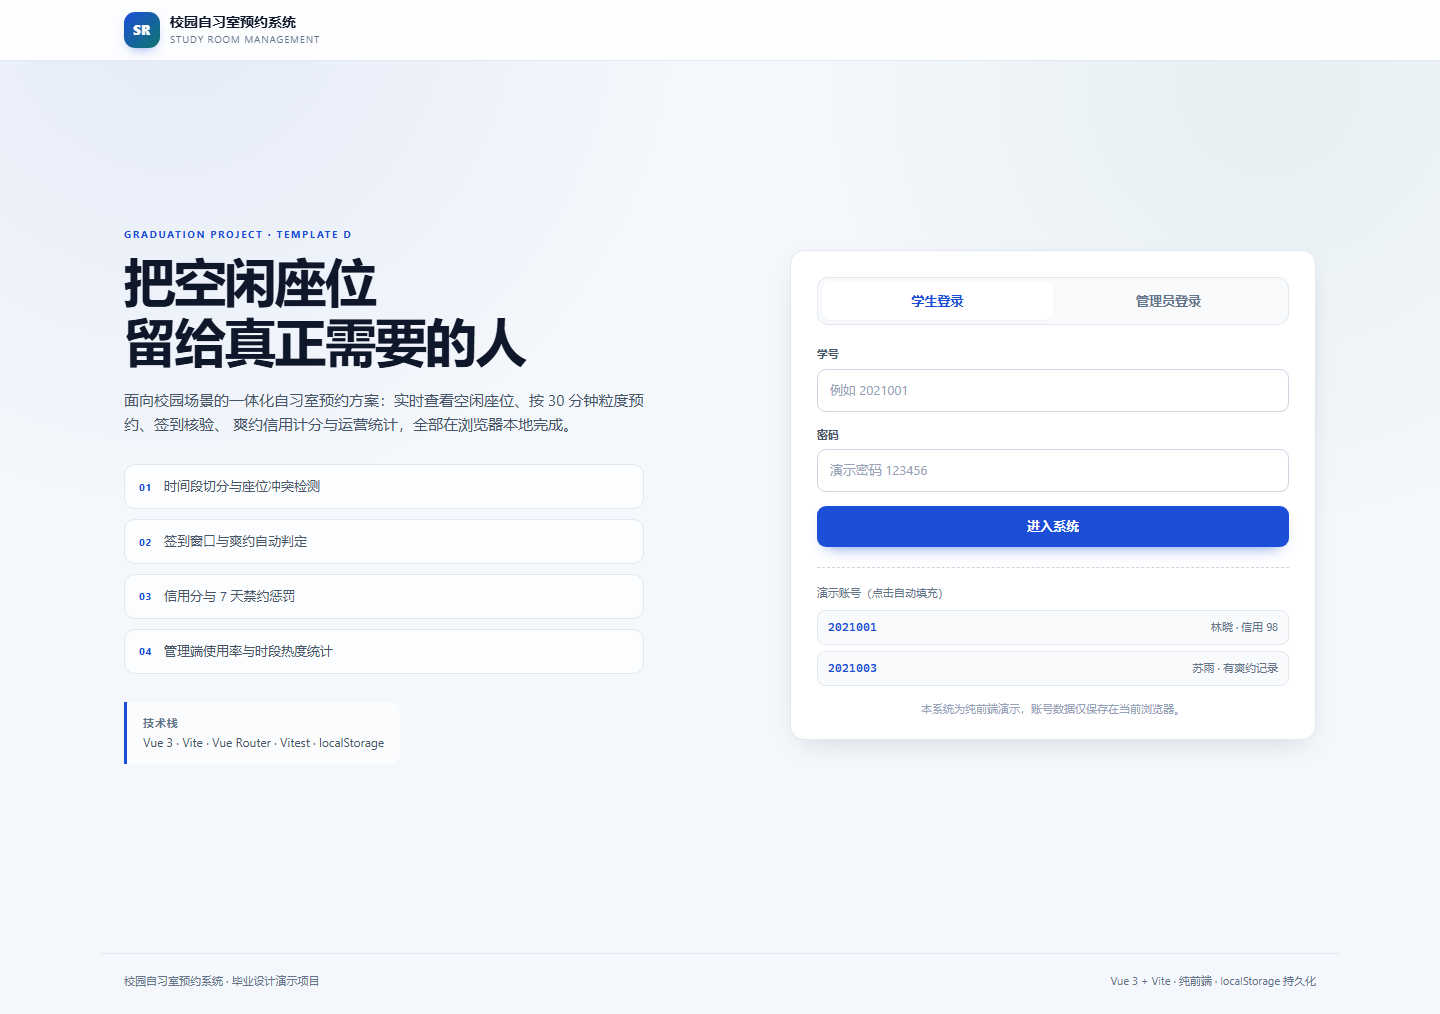 SR
校园自习室预约系统
STUDY ROOM MANAGEMENT
GRADUATION PROJECT · TEMPLATE D
把空闲座位
留给真正需要的人
面向校园场景的一体化自习室预约方案：实时查看空闲座位、按 30 分钟粒度预
约、签到核验、 爽约信用计分与运营统计，全部在浏览器本地完成。
01 时间段切分与座位冲突检测
02 签到窗口与爽约自动判定
03 信用分与 7 天禁约惩罚
04 管理端使用率与时段热度统计
技术栈
Vue 3 · Vite · Vue Router · Vitest · localStorage
学生登录 管理员登录
学号
例如 2021001
密码
演示密码 123456
进入系统
演示账号（点击自动填充）
2021001 林晓 · 信用 98
2021003 苏雨 · 有爽约记录
本系统为纯前端演示，账号数据仅保存在当前浏览器。
校园自习室预约系统 · 毕业设计演示项目
Vue 3 + Vite · 纯前端 · localStorage 持久化